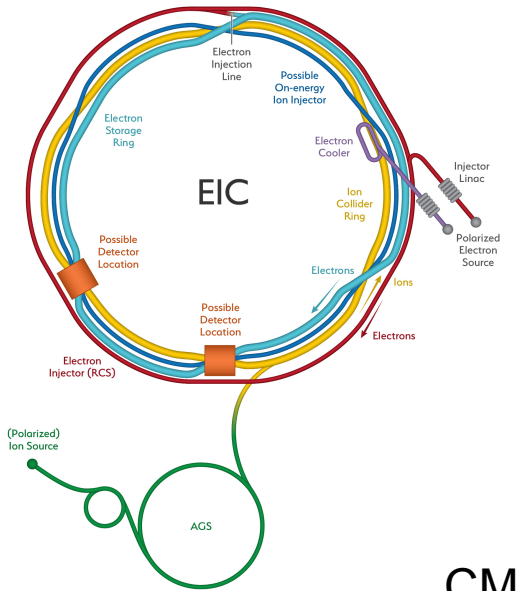 Electron
Injection
Line
Possible
On-energy
Ion Injector
Electron
Storage
Ring
Electron
Cooler
Injector
Linac
EIC
Ion
Collider
Ring
Polarized
Electron
Source
Possible
Detector
Location
Electrons
Ions
Possible
Detector
Location
Electrons
Electron
Injector (RCS)
(Polarized)
Ion Source
AGS
CM